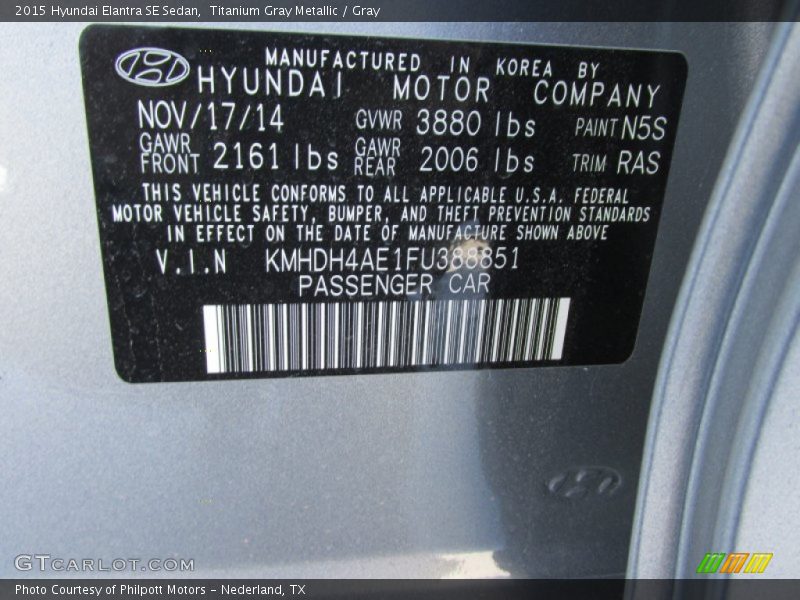 2015 Hyundai Elantra SE Sedan, Titanium Gray Metallic / Gray
MANUFACTURED IN KOREA BY
HYUNDAI MOTOR COMPANY
NOV/17/14 GVWR 3880 lbs PAINT N5S
GAWR FRONT 2161 lbs GAWR REAR 2006 lbs TRIM RAS
THIS VEHICLE CONFORMS TO ALL APPLICABLE U.S.A. FEDERAL
MOTOR VEHICLE SAFETY, BUMPER, AND THEFT PREVENTION STANDARDS
IN EFFECT ON THE DATE OF MANUFACTURE SHOWN ABOVE
V.I.N KMHDH4AE1FU388851
PASSENGER CAR
GTCARLOT.COM
Photo Courtesy of Philpott Motors - Nederland, TX